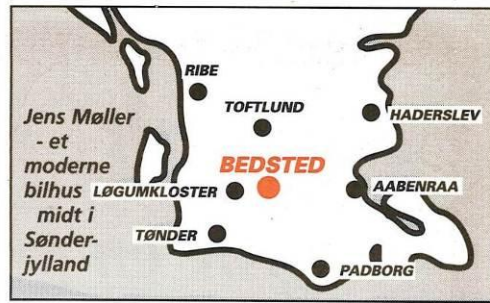 RIBE
TOFTLUND
HADERSLEV
Jens Møller
- et
moderne
bilhus
midt i
Sønder-
jylland
BEDSTED
LØGUMKLOSTER
AABENRAA
TØNDER
PADBORG